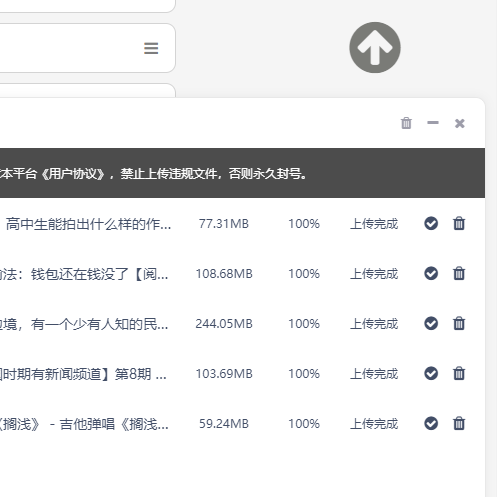 本平台《用户协议》，禁止上传违规文件，否则永久封号。
高中生能拍出什么样的作... 77.31MB 100% 上传完成
法：钱包还在钱没了【阅... 108.68MB 100% 上传完成
境，有一个少有人知的民... 244.05MB 100% 上传完成
时期有新闻频道】第8期 ... 103.69MB 100% 上传完成
《搁浅》 - 吉他弹唱《搁浅... 59.24MB 100% 上传完成